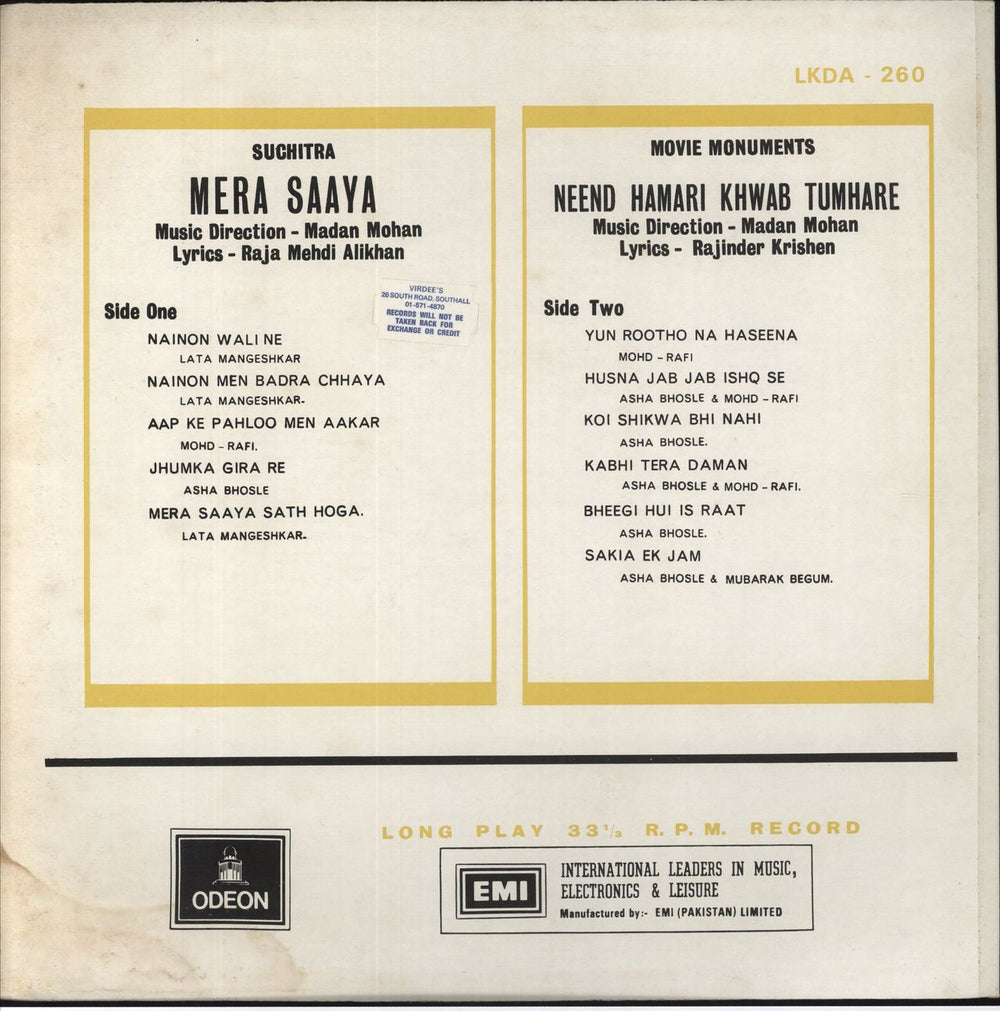 LKDA - 260
SUCHITRA
MERA SAAYA
Music Direction - Madan Mohan
Lyrics - Raja Mehdi Alikhan
VIRDEE'S
26 SOUTH ROAD, SOUTHALL
01-571-4870
RECORDS WILL NOT BE
TAKEN BACK FOR
EXCHANGE OR CREDIT
Side One
NAINON WALI NE
LATA MANGESHKAR
NAINON MEN BADRA CHHAYA
LATA MANGESHKAR.
AAP KE PAHLOO MEN AAKAR
MOHD - RAFI.
JHUMKA GIRA RE
ASHA BHOSLE
MERA SAAYA SATH HOGA.
LATA MANGESHKAR.
MOVIE MONUMENTS
NEEND HAMARI KHWAB TUMHARE
Music Direction - Madan Mohan
Lyrics - Rajinder Krishen
Side Two
YUN ROOTHO NA HASEENA
MOHD - RAFI
HUSNA JAB JAB ISHQ SE
ASHA BHOSLE & MOHD - RAFI
KOI SHIKWA BHI NAHI
ASHA BHOSLE.
KABHI TERA DAMAN
ASHA BHOSLE & MOHD - RAFI.
BHEEGI HUI IS RAAT
ASHA BHOSLE.
SAKIA EK JAM
ASHA BHOSLE & MUBARAK BEGUM.
LONG PLAY 33 1/3 R. P. M. RECORD
ODEON
EMI
INTERNATIONAL LEADERS IN MUSIC,
ELECTRONICS & LEISURE
Manufactured by:- EMI (PAKISTAN) LIMITED